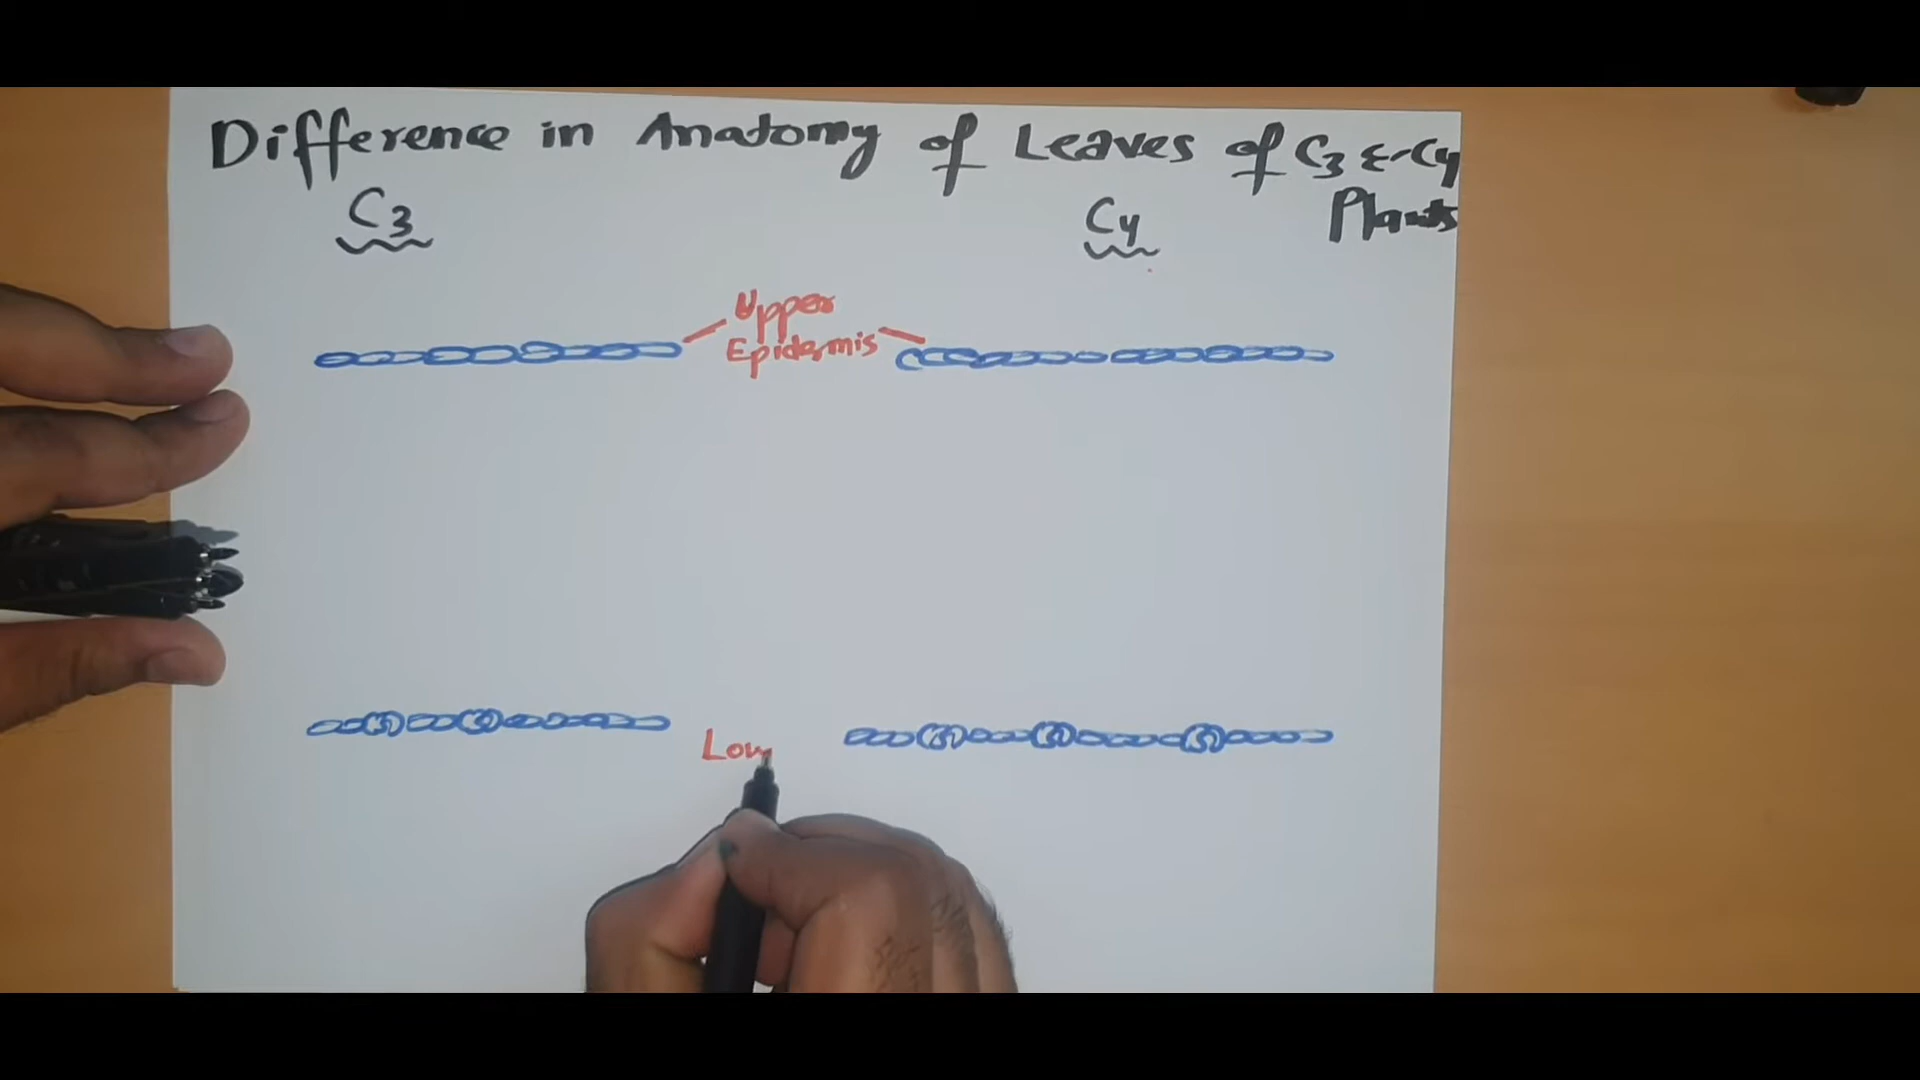 Difference in Anatomy of Leaves of C3 & C4
Plants
C3
C4
Upper
Epidermis
Low